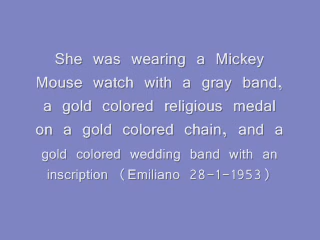 She was wearing a Mickey
Mouse watch with a gray band,
a gold colored religious medal
on a gold colored chain, and a
gold colored wedding band with an
inscription (Emiliano 28-1-1953)